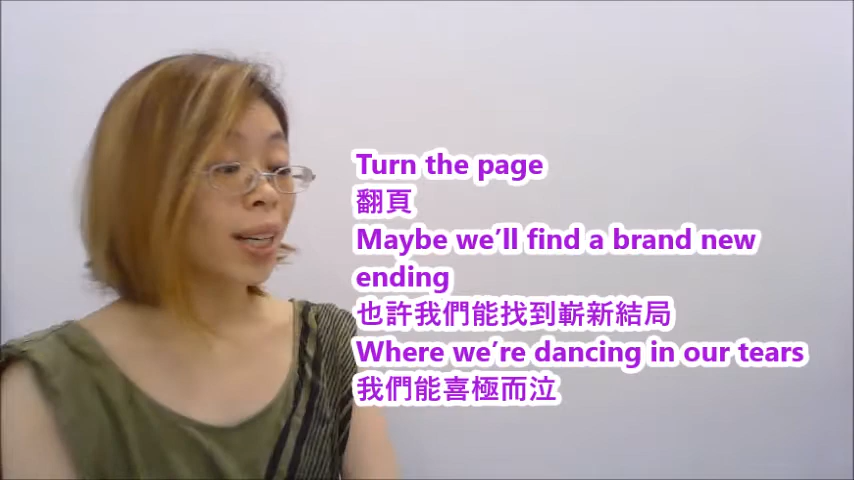 Turn the page
翻頁
Maybe we’ll find a brand new
ending
也許我們能找到嶄新結局
Where we’re dancing in our tears
我們能喜極而泣